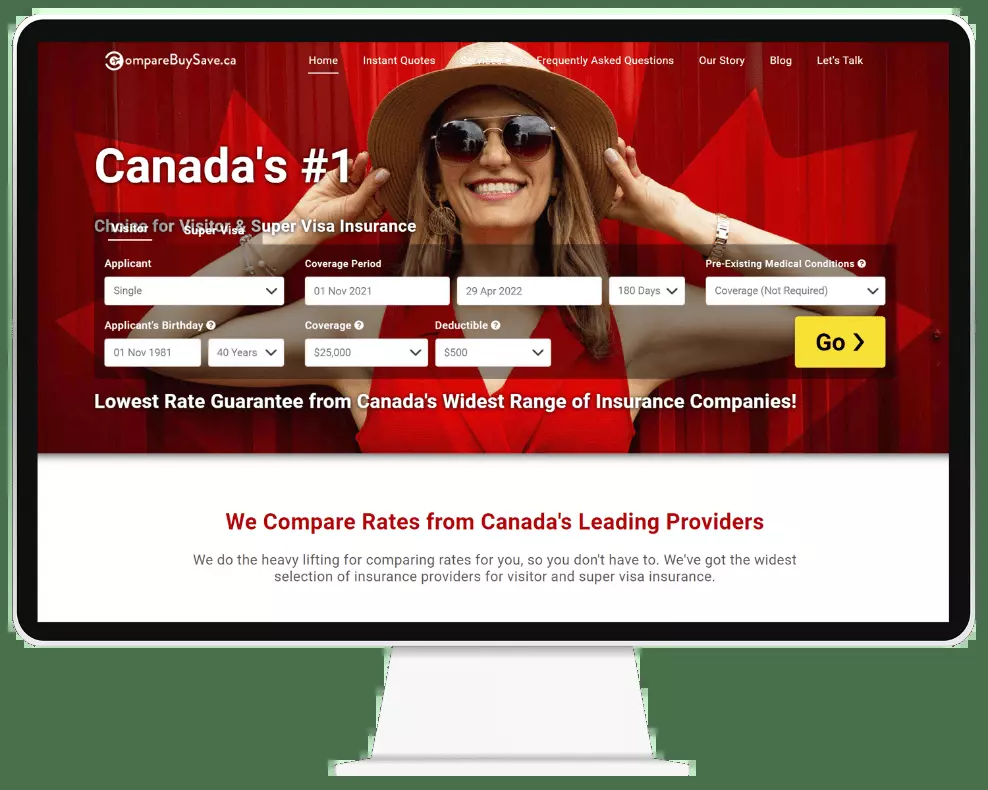 CompareBuySave.ca
Home Instant Quotes Services Frequently Asked Questions Our Story Blog Let's Talk
Canada's #1
Choice for Visitor & Super Visa Insurance
Visitor Super Visa
Applicant Coverage Period Pre-Existing Medical Conditions
Single 01 Nov 2021 29 Apr 2022 180 Days Coverage (Not Required)
Applicant's Birthday Coverage Deductible
01 Nov 1981 40 Years $25,000 $500
Go
Lowest Rate Guarantee from Canada's Widest Range of Insurance Companies!
We Compare Rates from Canada's Leading Providers
We do the heavy lifting for comparing rates for you, so you don't have to. We've got the widest
selection of insurance providers for visitor and super visa insurance.